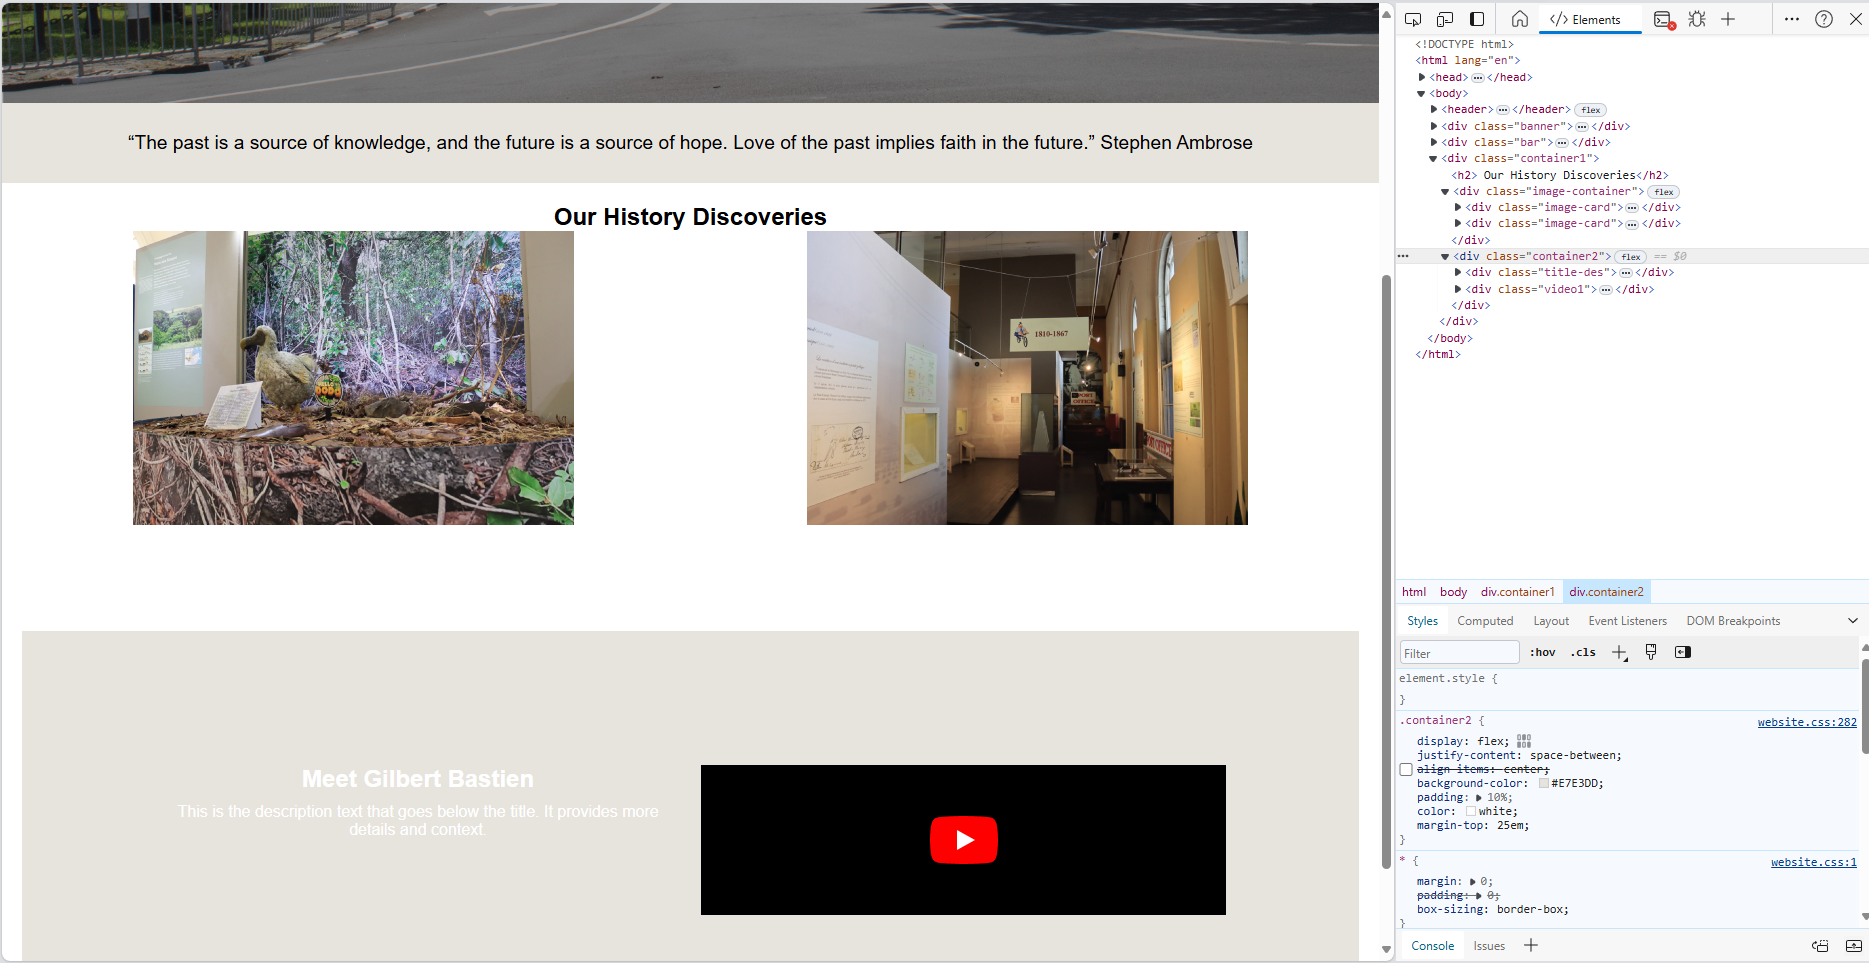 “The past is a source of knowledge, and the future is a source of hope. Love of the past implies faith in the future.” Stephen Ambrose
Our History Discoveries
DODO
1810-1867
POST
OFFICE
POST OFFICE
Meet Gilbert Bastien
This is the description text that goes below the title. It provides more
details and context.
Elements
<!DOCTYPE html>
<html lang="en">
<head> </head>
<body>
<header> </header> flex
<div class="banner"> </div>
<div class="bar"> </div>
<div class="container1">
<h2> Our History Discoveries</h2>
<div class="image-container"> flex
<div class="image-card"> </div>
<div class="image-card"> </div>
</div>
<div class="container2"> flex == $0
<div class="title-des"> </div>
<div class="video1"> </div>
</div>
</div>
</body>
</html>
html body div.container1 div.container2
Styles Computed Layout Event Listeners DOM Breakpoints
Filter :hov .cls
element.style {
}
.container2 { website.css:282
display: flex;
justify-content: space-between;
align-items: center;
background-color: #E7E3DD;
padding: 10%;
color: white;
margin-top: 25em;
}
* { website.css:1
margin: 0;
padding: 0;
box-sizing: border-box;
}
Console Issues